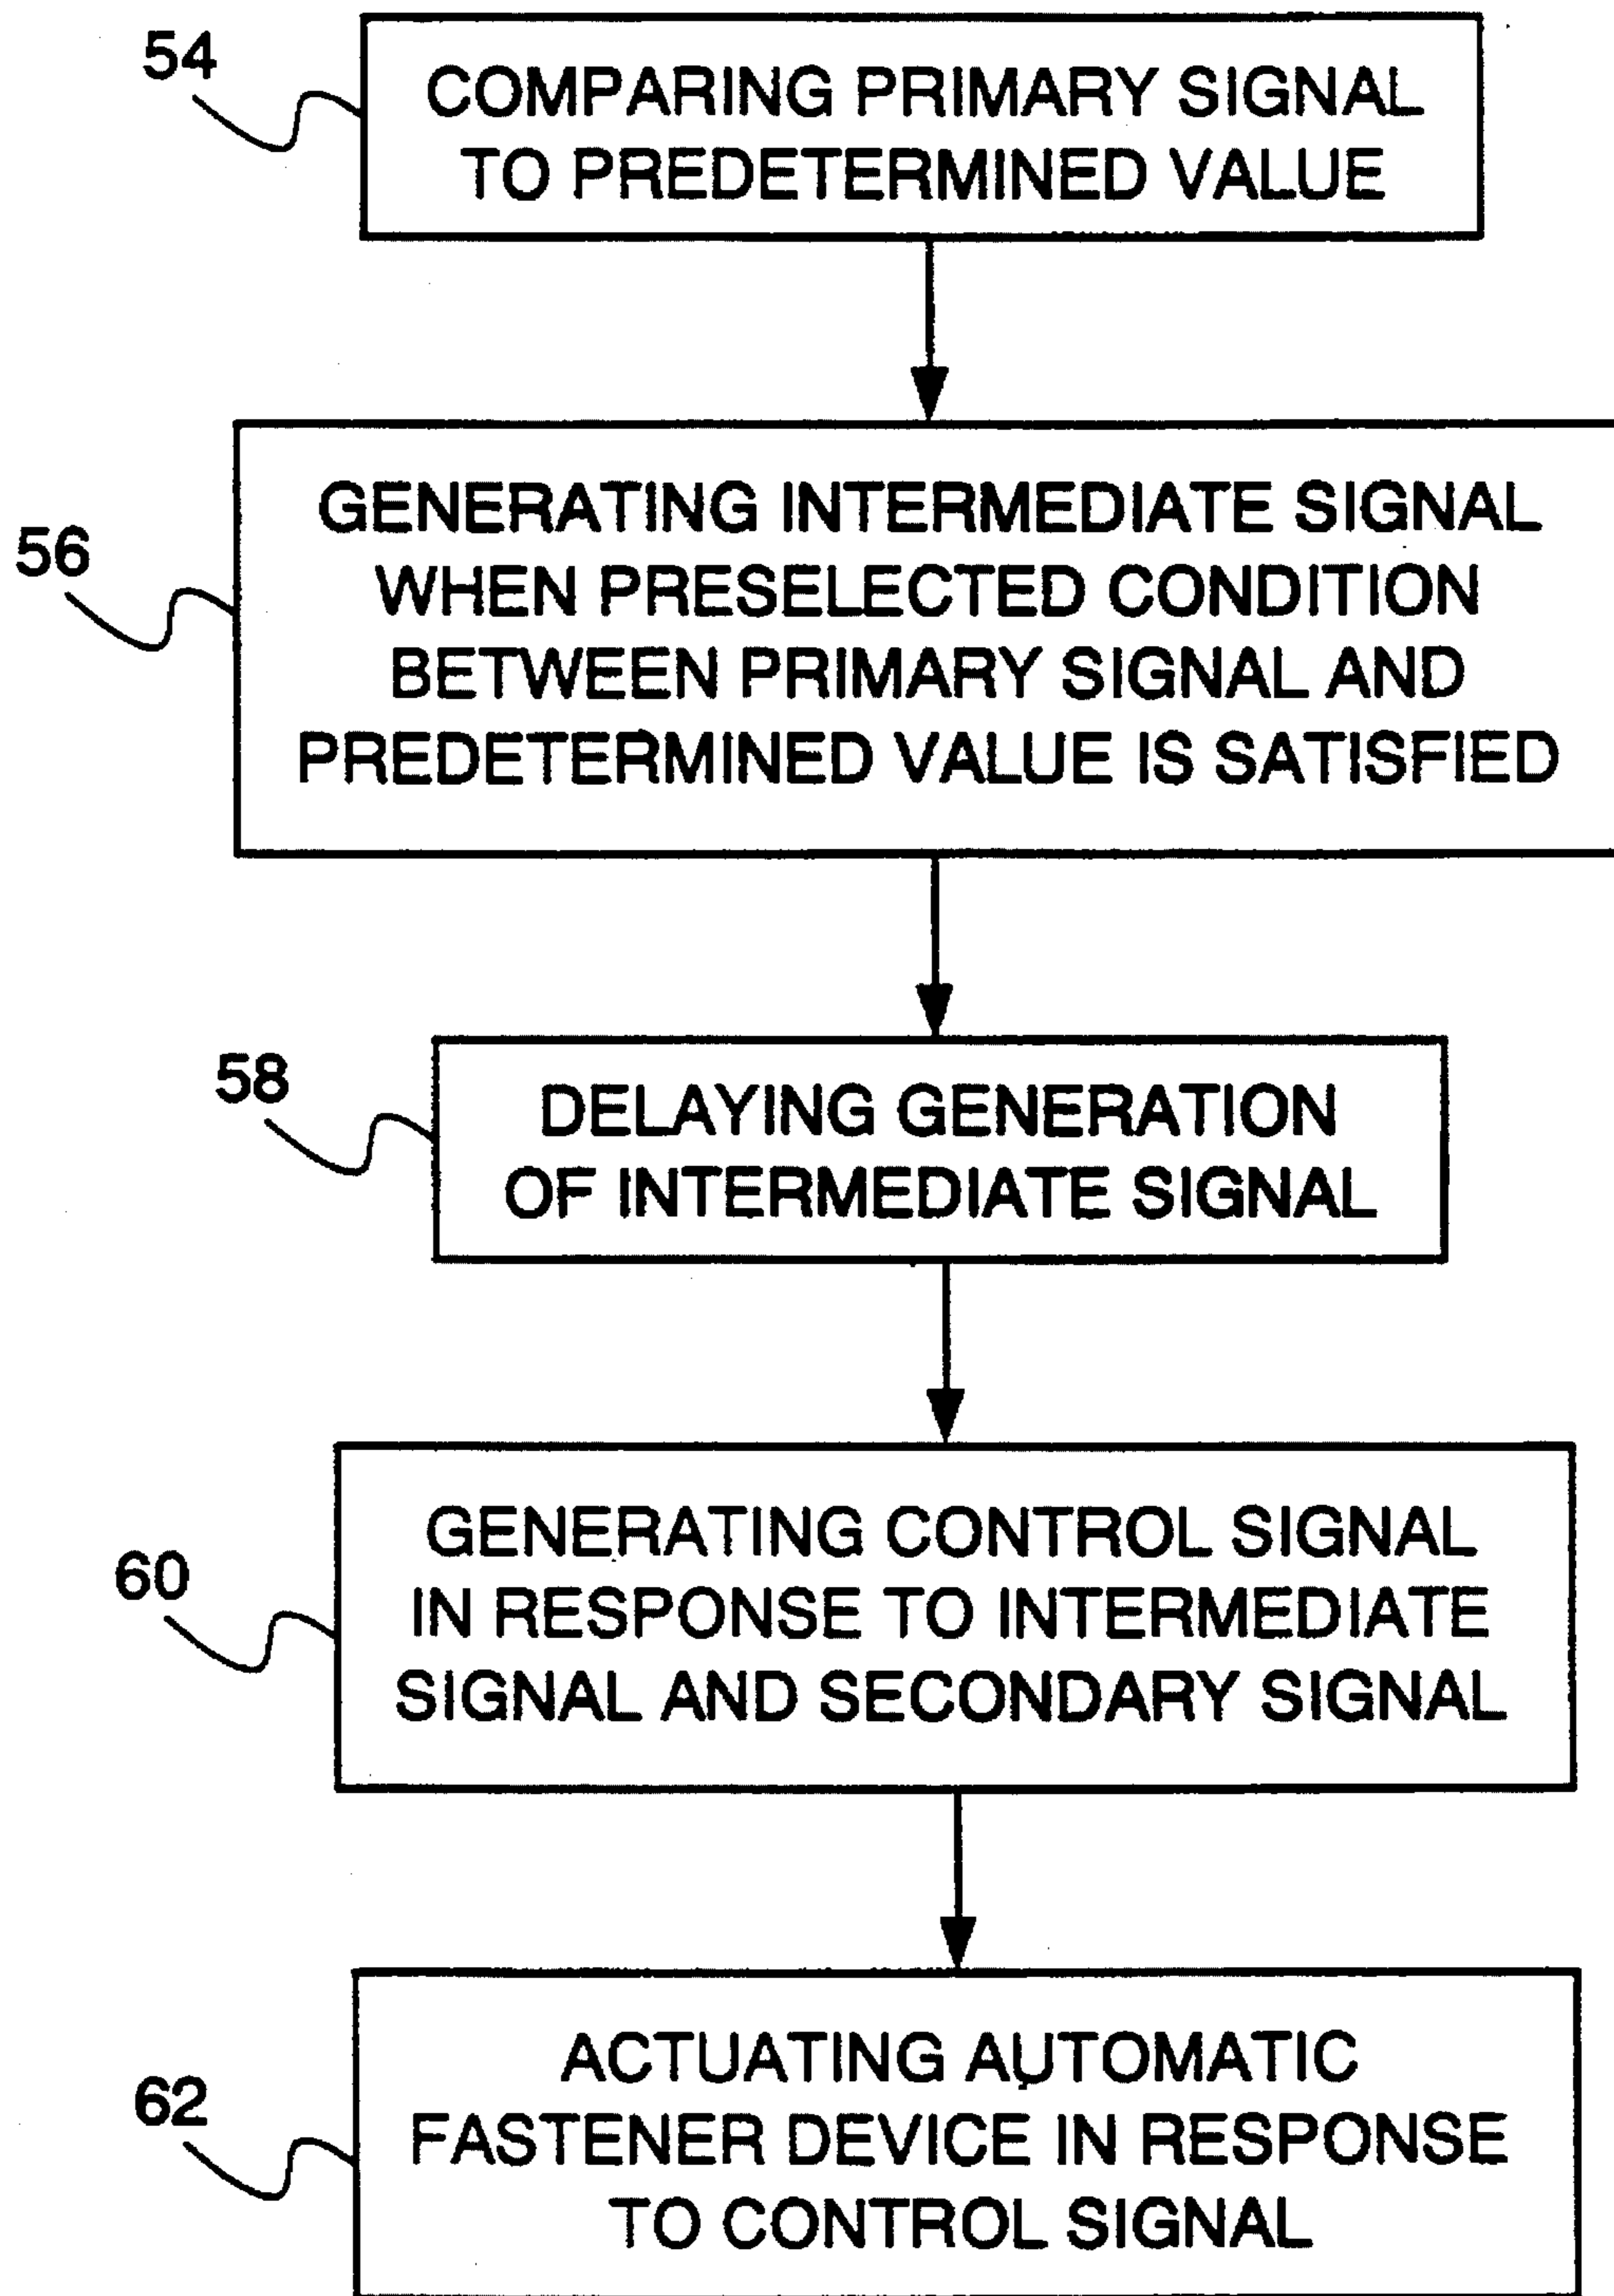 54
COMPARING PRIMARY SIGNAL
TO PREDETERMINED VALUE
56
GENERATING INTERMEDIATE SIGNAL
WHEN PRESELECTED CONDITION
BETWEEN PRIMARY SIGNAL AND
PREDETERMINED VALUE IS SATISFIED
58
DELAYING GENERATION
OF INTERMEDIATE SIGNAL
60
GENERATING CONTROL SIGNAL
IN RESPONSE TO INTERMEDIATE
SIGNAL AND SECONDARY SIGNAL
62
ACTUATING AUTOMATIC
FASTENER DEVICE IN RESPONSE
TO CONTROL SIGNAL